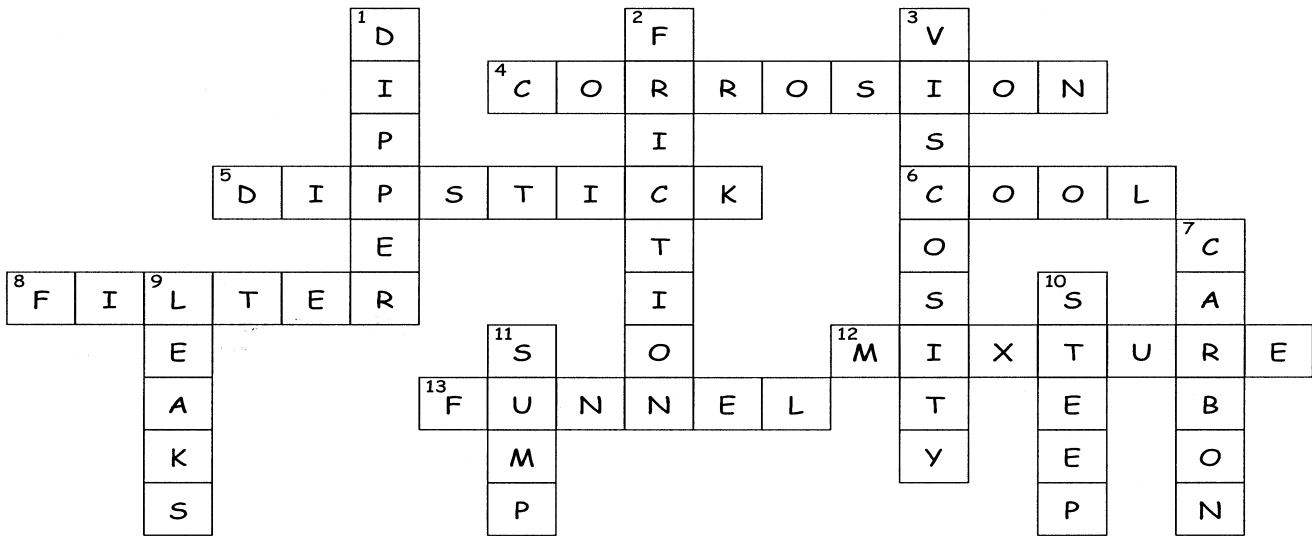 1 D 2 F 3 V
I 4 C O R R O S I O N
P I S
5 D I P S T I C K 6 C O O L
E T O 7 C
8 F I 9 L T E R I S 10 S A
E 11 S O 12 M I X T U R E
A 13 F U N N E L T E B
K M Y E O
S P P N